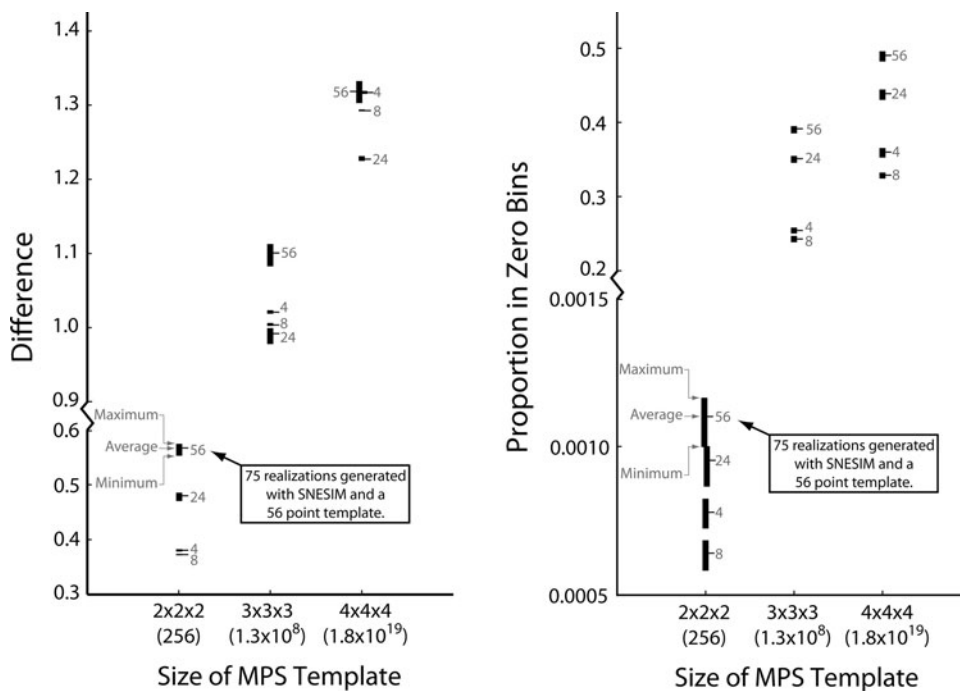 Difference
1.4
1.3
1.2
1.1
1.0
0.9
0.6
0.5
0.4
0.3
56
4
8
24
56
4
8
24
Maximum
Average
Minimum
56
24
4
8
75 realizations generated
with SNESIM and a
56 point template.
2x2x2
(256)
3x3x3
(1.3x10⁸)
4x4x4
(1.8x10¹⁹)
Size of MPS Template
Proportion in Zero Bins
0.5
0.4
0.3
0.2
0.0015
0.0010
0.0005
56
24
4
8
56
24
4
8
Maximum
Average
Minimum
56
24
4
8
75 realizations generated
with SNESIM and a
56 point template.
2x2x2
(256)
3x3x3
(1.3x10⁸)
4x4x4
(1.8x10¹⁹)
Size of MPS Template